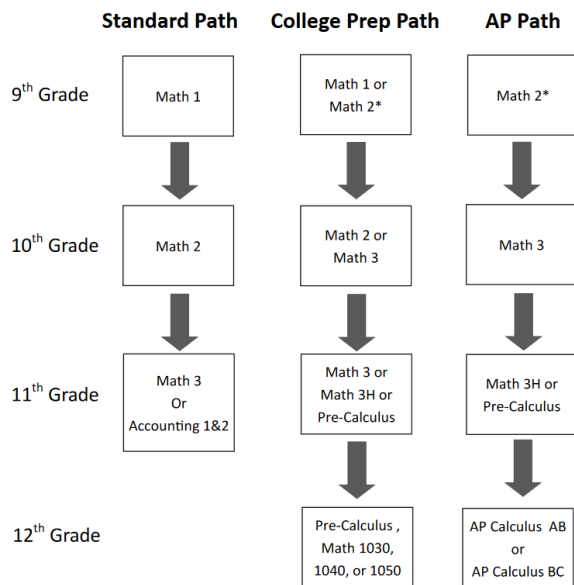 Standard Path College Prep Path AP Path
9th Grade
Math 1
Math 1 or
Math 2*
Math 2*
10th Grade
Math 2
Math 2 or
Math 3
Math 3
11th Grade
Math 3
Or
Accounting 1&2
Math 3 or
Math 3H or
Pre-Calculus
Math 3H or
Pre-Calculus
12th Grade
Pre-Calculus ,
Math 1030,
1040, or 1050
AP Calculus AB
or
AP Calculus BC